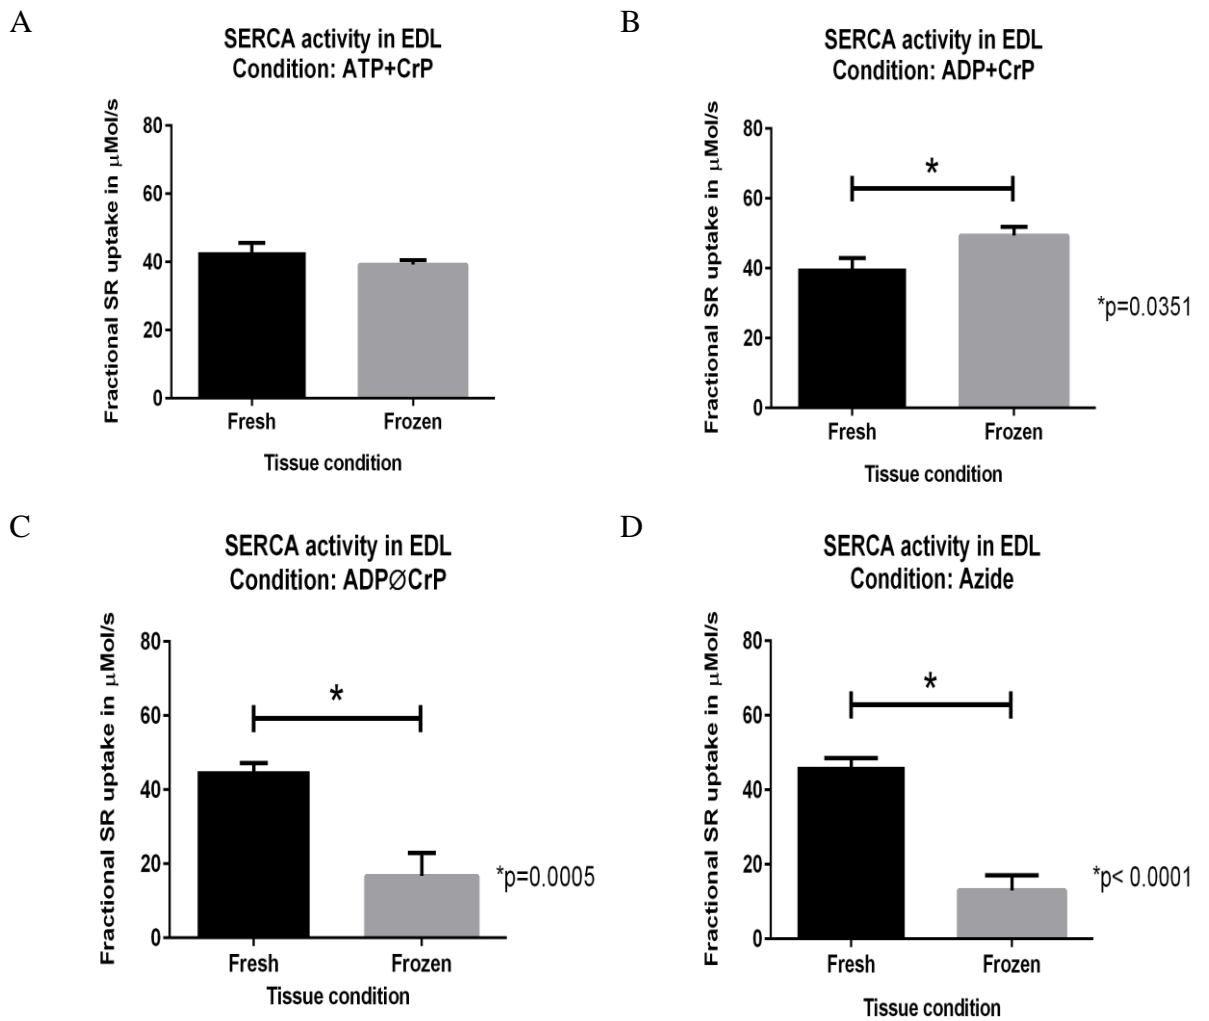 A
SERCA activity in EDL
Condition: ATP+CrP
Fractional SR uptake in μMol/s
80
60
40
20
0
Fresh
Frozen
Tissue condition
B
SERCA activity in EDL
Condition: ADP+CrP
Fractional SR uptake in μMol/s
80
60
40
20
0
*
*p=0.0351
Fresh
Frozen
Tissue condition
C
SERCA activity in EDL
Condition: ADPØCrP
Fractional SR uptake in μMol/s
80
60
40
20
0
*
*p=0.0005
Fresh
Frozen
Tissue condition
D
SERCA activity in EDL
Condition: Azide
Fractional SR uptake in μMol/s
80
60
40
20
0
*
*p< 0.0001
Fresh
Frozen
Tissue condition